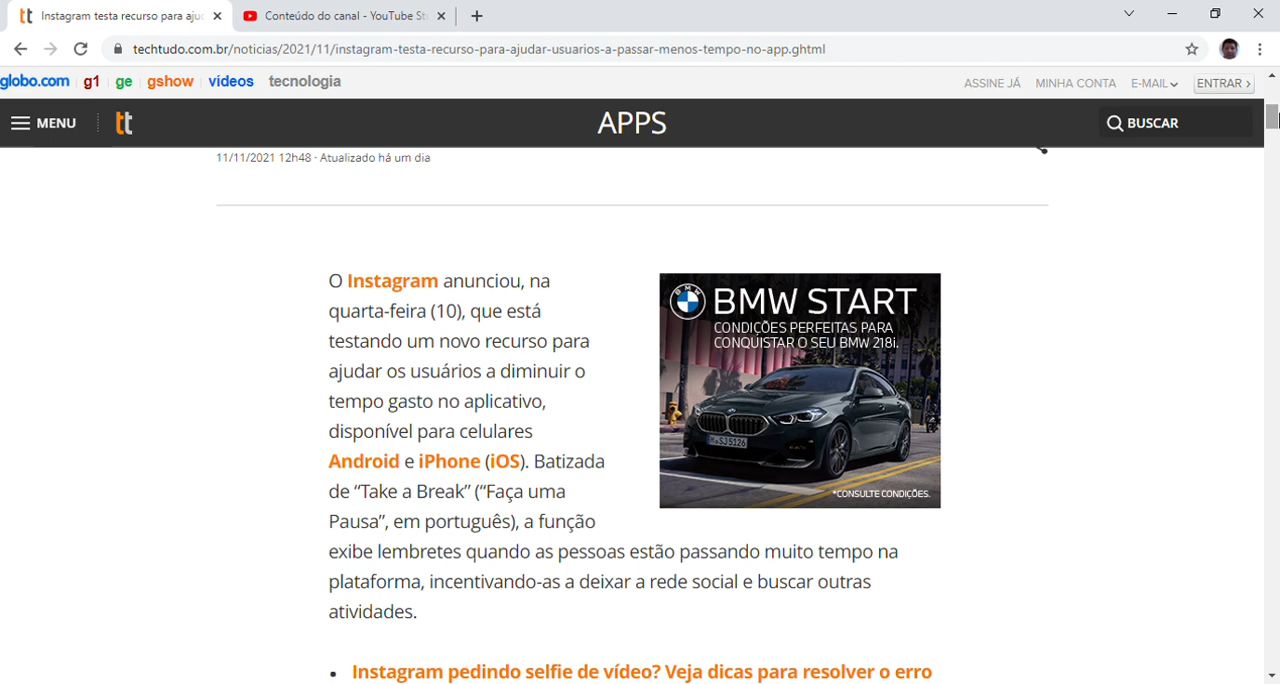 Instagram testa recurso para aju
Conteúdo do canal - YouTube St
techtudo.com.br/noticias/2021/11/instagram-testa-recurso-para-ajudar-usuarios-a-passar-menos-tempo-no-app.ghtml
globo.com g1 ge gshow vídeos tecnologia
ASSINE JÁ MINHA CONTA E-MAIL ENTRAR ›
MENU tt APPS BUSCAR
11/11/2021 12h48 · Atualizado há um dia
O Instagram anunciou, na
quarta-feira (10), que está
testando um novo recurso para
ajudar os usuários a diminuir o
tempo gasto no aplicativo,
disponível para celulares
Android e iPhone (iOS). Batizada
de “Take a Break” (“Faça uma
Pausa”, em português), a função
exibe lembretes quando as pessoas estão passando muito tempo na
plataforma, incentivando-as a deixar a rede social e buscar outras
atividades.
BMW
BMW START
CONDIÇÕES PERFEITAS PARA
CONQUISTAR O SEU BMW 218i.
M SJ 5126
*CONSULTE CONDIÇÕES.
• Instagram pedindo selfie de vídeo? Veja dicas para resolver o erro